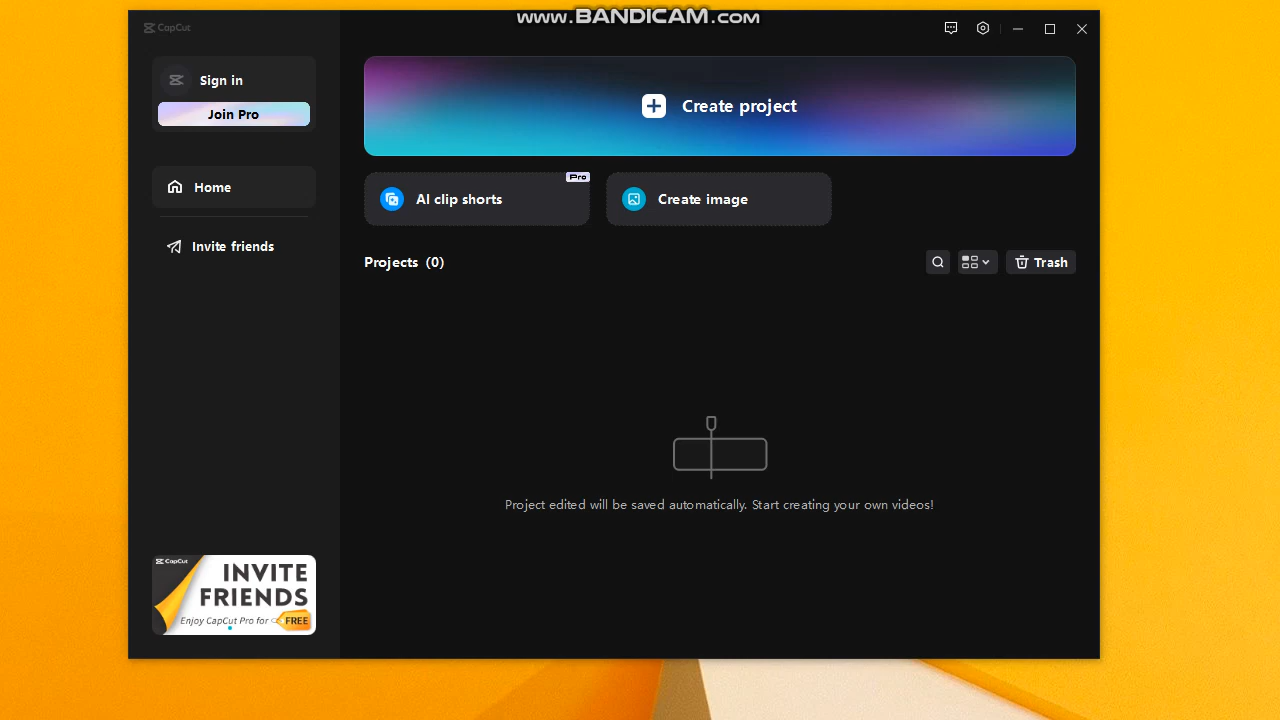 www.BANDICAM.com
CapCut
Sign in
Join Pro
Home
Invite friends
CapCut
INVITE
FRIENDS
Enjoy CapCut Pro for FREE
Create project
Pro
AI clip shorts
Create image
Projects (0)
Trash
Project edited will be saved automatically. Start creating your own videos!